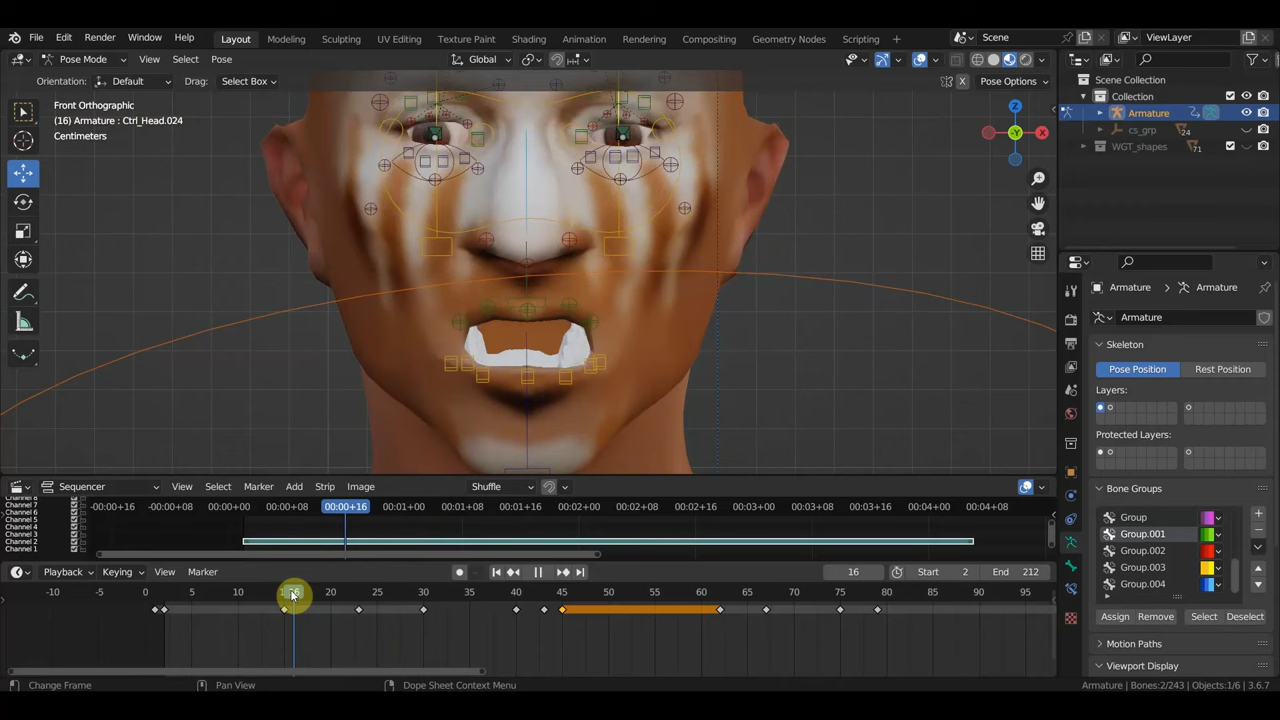 File Edit Render Window Help Layout Modeling Sculpting UV Editing Texture Paint Shading Animation Rendering Compositing Geometry Nodes Scripting + Scene ViewLayer
Pose Mode View Select Pose Global Pose Options
Orientation: Default Drag: Select Box X
Front Orthographic
(16) Armature : Ctrl_Head.024
Centimeters
Z
X
-Y
Scene Collection
Collection
Armature
cs_grp 24
WGT_shapes 71
Armature > Armature
Armature
Skeleton
Pose Position Rest Position
Layers:
Protected Layers:
Bone Groups
Group
Group.001
Group.002
Group.003
Group.004
Assign Remove Select Deselect
Motion Paths
Viewport Display
Sequencer View Select Marker Add Strip Image Shuffle
-00:00+16 -00:00+08 00:00+00 00:00+08 00:00+16 00:01+00 00:01+08 00:01+16 00:02+00 00:02+08 00:02+16 00:03+00 00:03+08 00:03+16 00:04+00 00:04+08
Channel 7
Channel 6
Channel 5
Channel 4
Channel 3
Channel 2
Channel 1
Playback Keying View Marker 16 Start 2 End 212
-10 -5 0 5 10 20 25 30 35 40 45 50 55 60 65 70 75 80 85 90 95
Change Frame Pan View Dope Sheet Context Menu Armature | Bones:2/243 | Objects:1/6 | 3.6.7